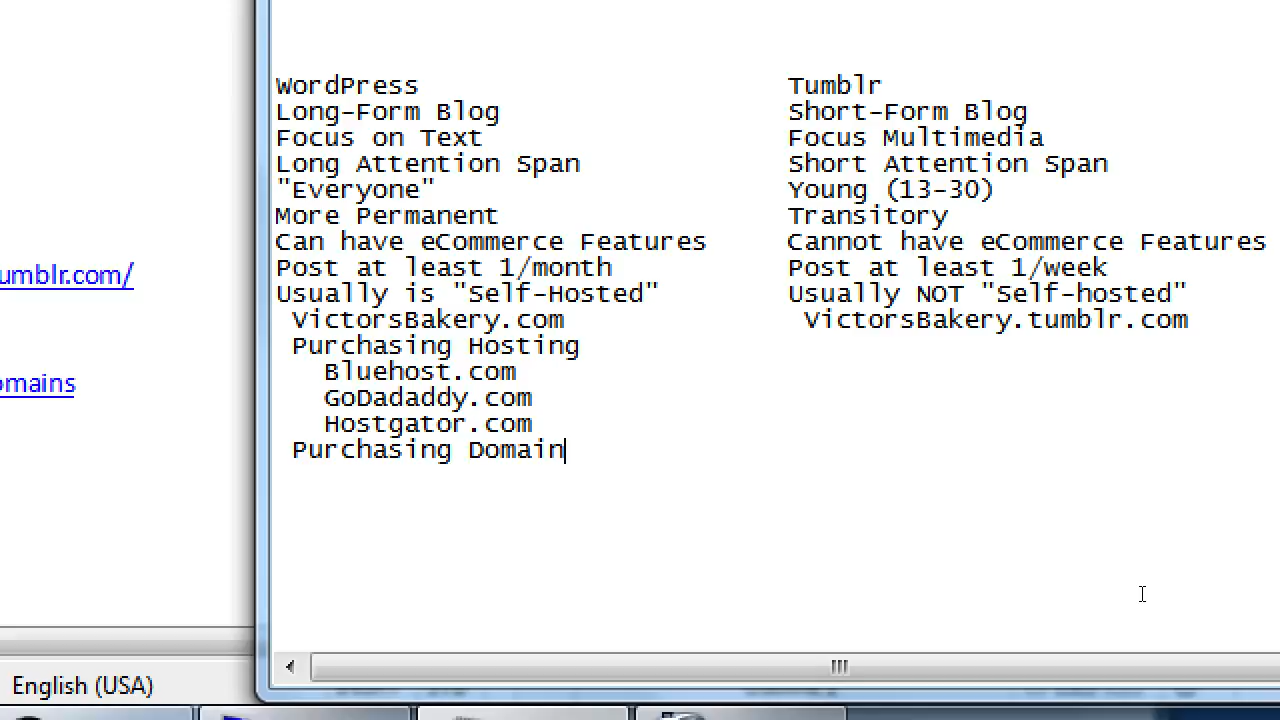 WordPress
Long-Form Blog
Focus on Text
Long Attention Span
"Everyone"
More Permanent
Can have eCommerce Features
Post at least 1/month
Usually is "Self-Hosted"
VictorsBakery.com
Purchasing Hosting
Bluehost.com
GoDadaddy.com
Hostgator.com
Purchasing Domain
Tumblr
Short-Form Blog
Focus Multimedia
Short Attention Span
Young (13-30)
Transitory
Cannot have eCommerce Features
Post at least 1/week
Usually NOT "Self-hosted"
VictorsBakery.tumblr.com
umblr.com/
omains
English (USA)